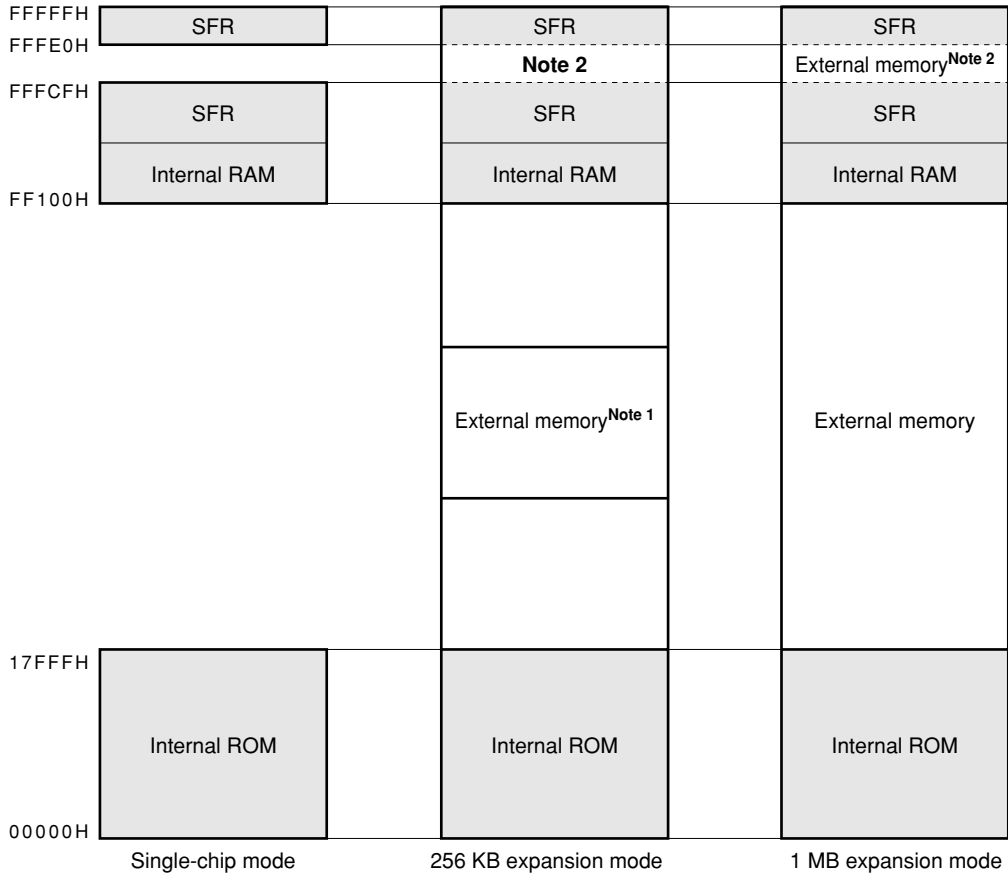 FFFFFH
SFR
SFR
SFR
FFFE0H
Note 2
External memoryNote 2
FFFCFH
SFR
SFR
SFR
Internal RAM
Internal RAM
Internal RAM
FF100H
External memoryNote 1
External memory
17FFFH
Internal ROM
Internal ROM
Internal ROM
00000H
Single-chip mode
256 KB expansion mode
1 MB expansion mode